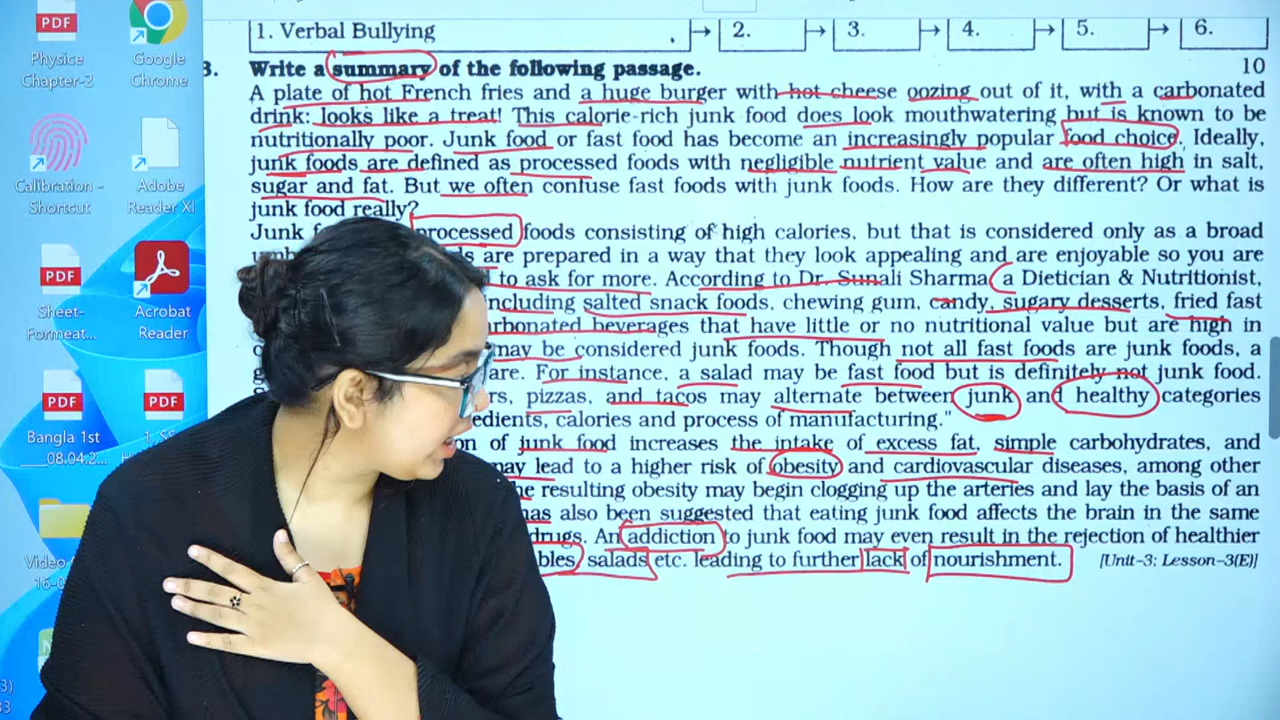 Physice
Chapter-2
Google
Chrome
Calibration -
Shortcut
Adobe
Reader XI
PDF
Sheet-
Formeat...
Acrobat
Reader
PDF
Bangla 1st
___08.04.2...
PDF
1.
Video
16-0
1. Verbal Bullying → 2. → 3. → 4. → 5. → 6.
3. Write a summary of the following passage. 10
A plate of hot French fries and a huge burger with hot cheese oozing out of it, with a carbonated
drink: looks like a treat! This calorie-rich junk food does look mouthwatering but is known to be
nutritionally poor. Junk food or fast food has become an increasingly popular food choice. Ideally,
junk foods are defined as processed foods with negligible nutrient value and are often high in salt,
sugar and fat. But we often confuse fast foods with junk foods. How are they different? Or what is
junk food really?
Junk processed foods consisting of high calories, but that is considered only as a broad
are prepared in a way that they look appealing and are enjoyable so you are
to ask for more. According to Dr. Sunali Sharma a Dietician & Nutritionist,
including salted snack foods, chewing gum, candy, sugary desserts, fried fast
carbonated beverages that have little or no nutritional value but are high in
may be considered junk foods. Though not all fast foods are junk foods, a
are. For instance, a salad may be fast food but is definitely not junk food.
pizzas, and tacos may alternate between junk and healthy categories
calories and process of manufacturing."
of junk food increases the intake of excess fat, simple carbohydrates, and
may lead to a higher risk of obesity and cardiovascular diseases, among other
resulting obesity may begin clogging up the arteries and lay the basis of an
has also been suggested that eating junk food affects the brain in the same
drugs. An addiction to junk food may even result in the rejection of healthier
salads etc. leading to further lack of nourishment. [Unit-3: Lesson-3(E)]